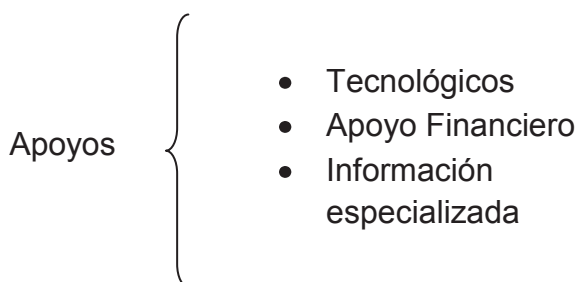 Apoyos
• Tecnológicos
• Apoyo Financiero
• Información
especializada